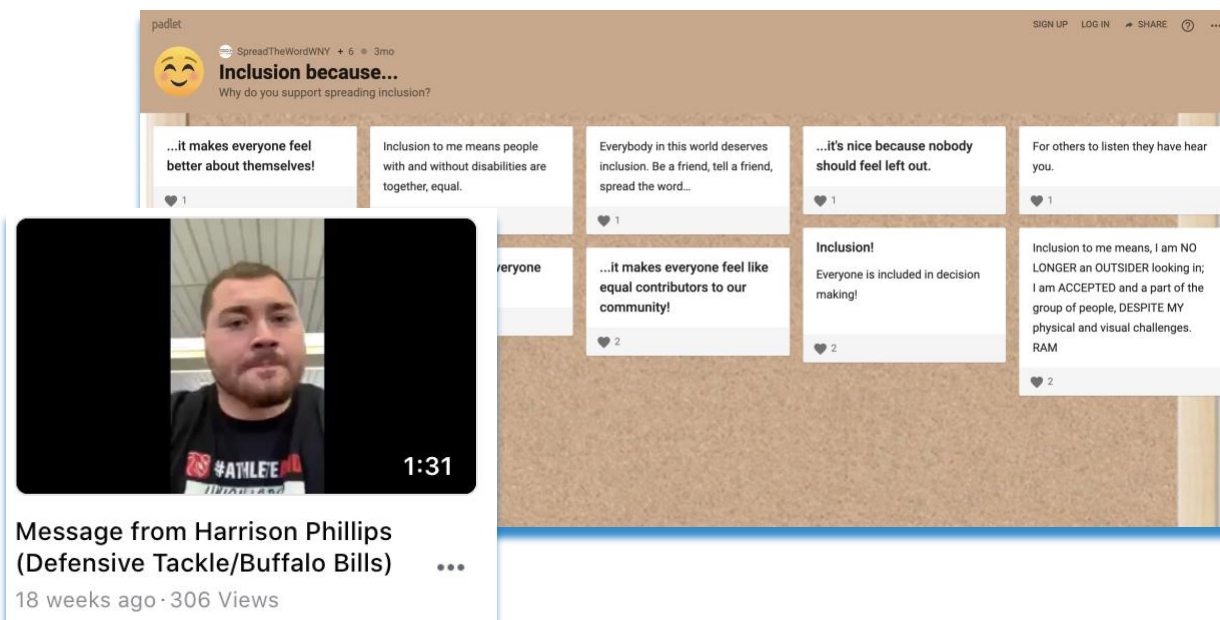 padlet
SIGN UP LOG IN SHARE
SpreadTheWordWNY + 6 3mo
Inclusion because...
Why do you support spreading inclusion?
...it makes everyone feel
better about themselves!
1
Inclusion to me means people
with and without disabilities are
together, equal.
Everybody in this world deserves
inclusion. Be a friend, tell a friend,
spread the word...
1
...it's nice because nobody
should feel left out.
1
For others to listen they have hear
you.
1
...it makes everyone feel like
equal contributors to our
community!
2
Inclusion!
Everyone is included in decision
making!
2
Inclusion to me means, I am NO
LONGER an OUTSIDER looking in;
I am ACCEPTED and a part of the
group of people, DESPITE MY
physical and visual challenges.
RAM
2
#ATHLETE
1:31
Message from Harrison Phillips
(Defensive Tackle/Buffalo Bills)
18 weeks ago · 306 Views